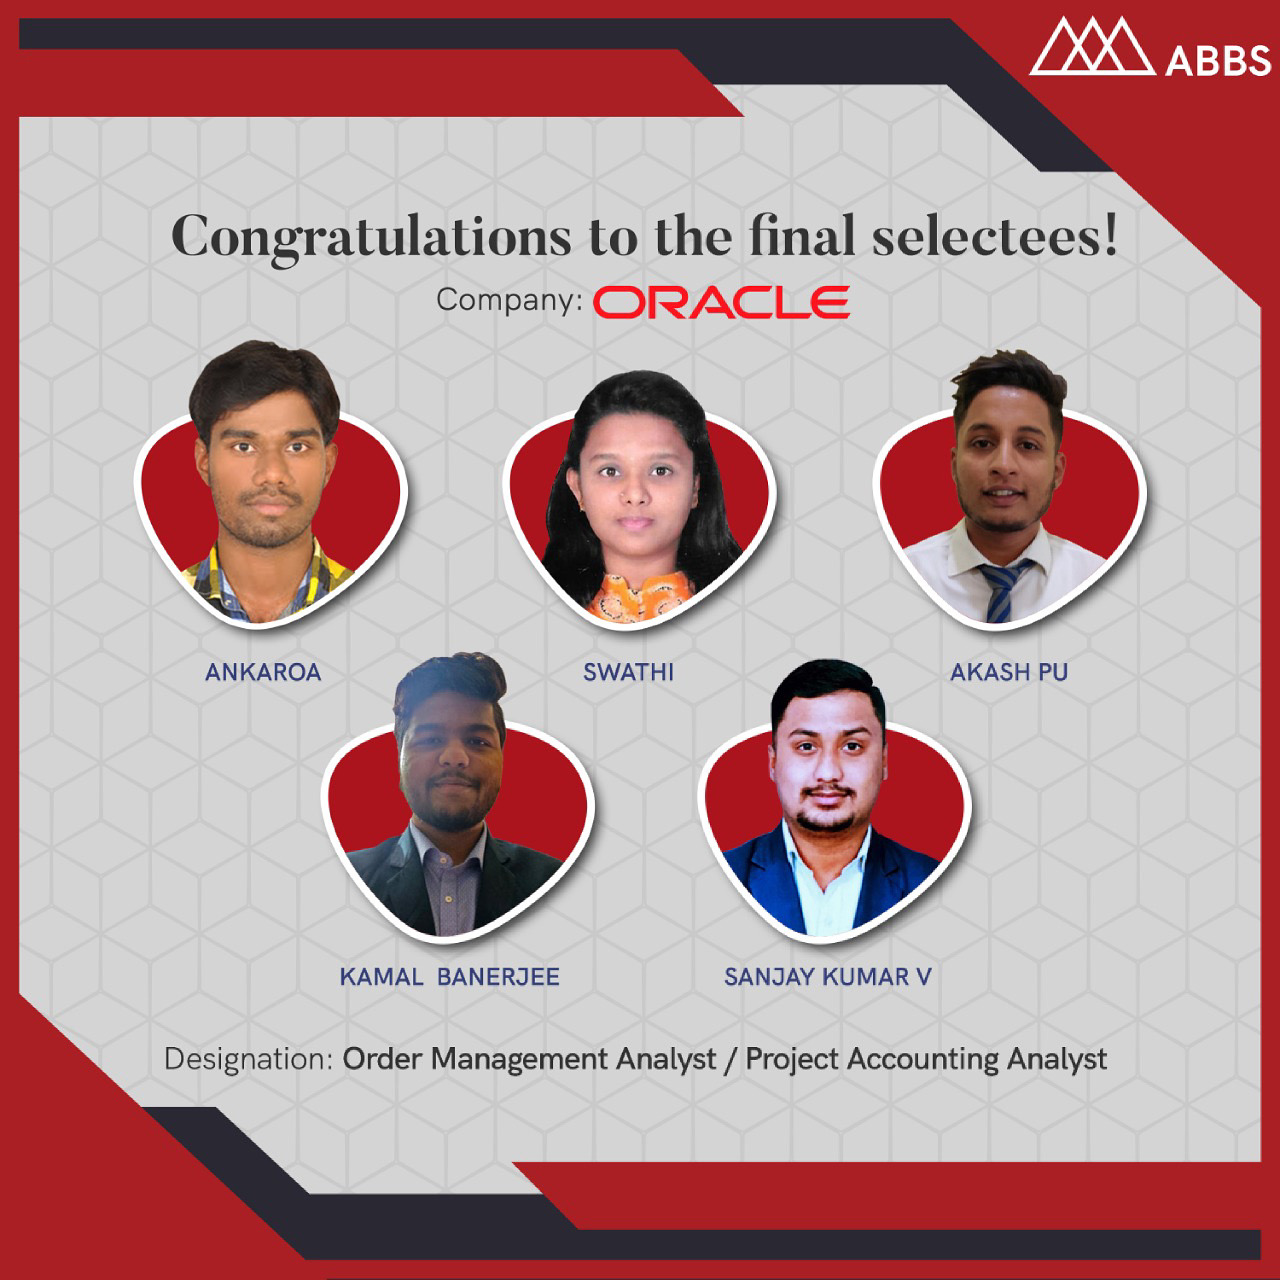 ABBS
Congratulations to the final selectees!
Company: ORACLE
ANKAROA
SWATHI
AKASH PU
KAMAL BANERJEE
SANJAY KUMAR V
Designation: Order Management Analyst / Project Accounting Analyst